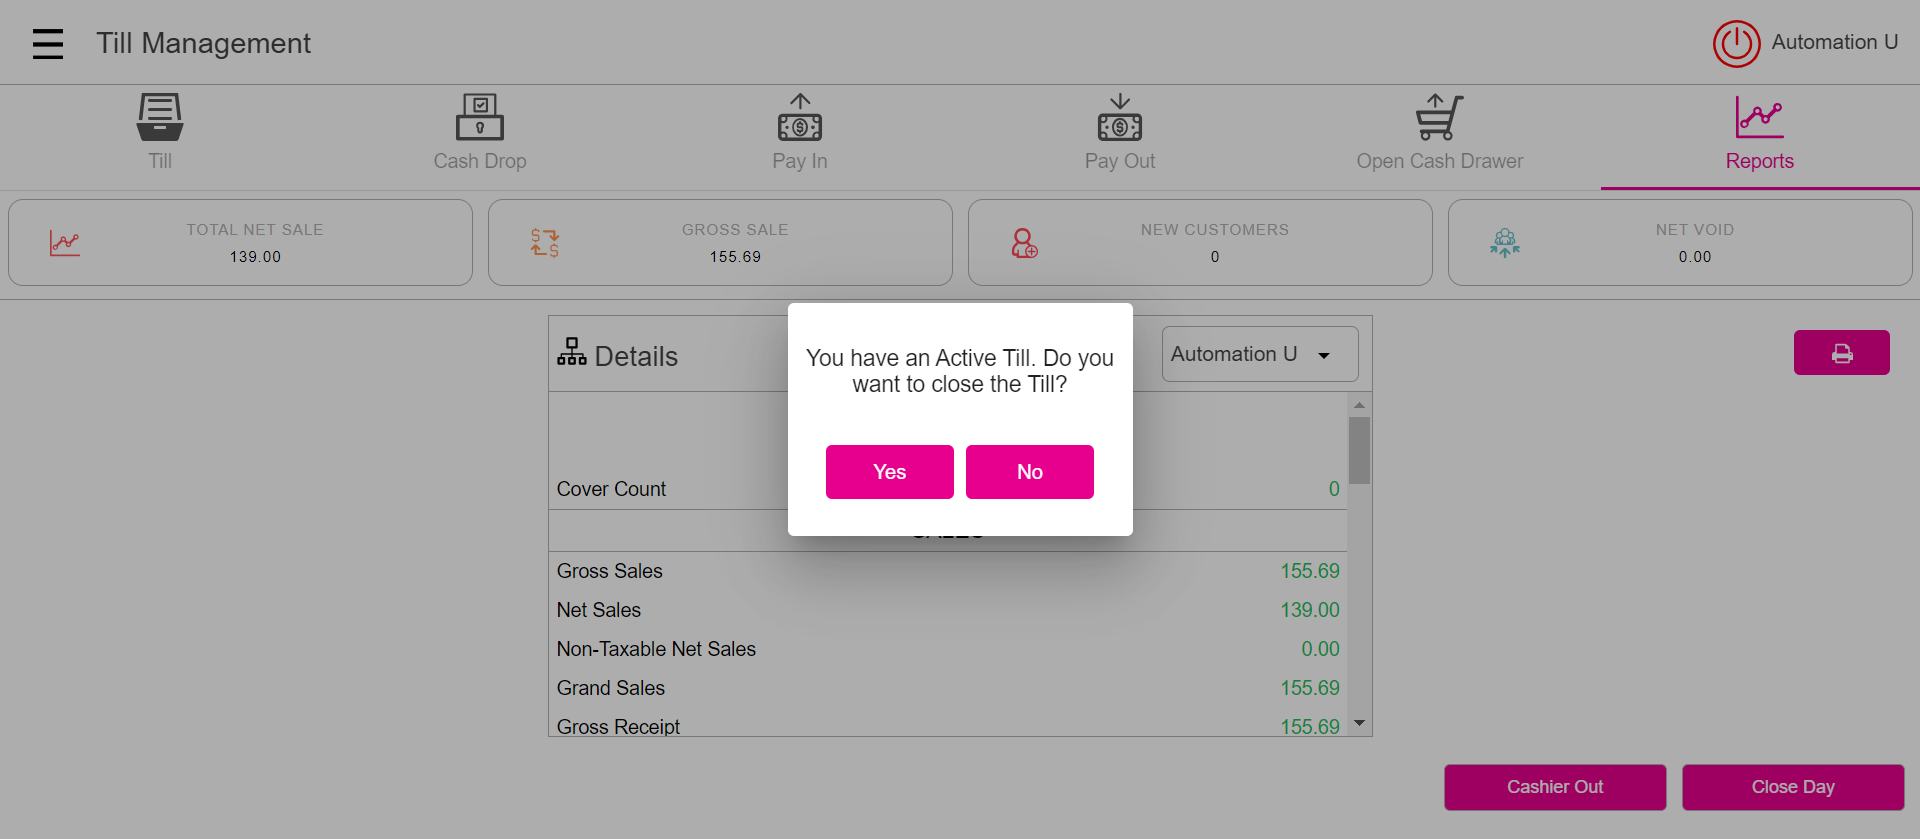 Till Management
Automation U
Till
Cash Drop
Pay In
Pay Out
Open Cash Drawer
Reports
TOTAL NET SALE
139.00
GROSS SALE
155.69
NEW CUSTOMERS
0
NET VOID
0.00
Details
Automation U
You have an Active Till. Do you
want to close the Till?
Yes
No
Cover Count
0
Gross Sales
155.69
Net Sales
139.00
Non-Taxable Net Sales
0.00
Grand Sales
155.69
Gross Receipt
155.69
Cashier Out
Close Day